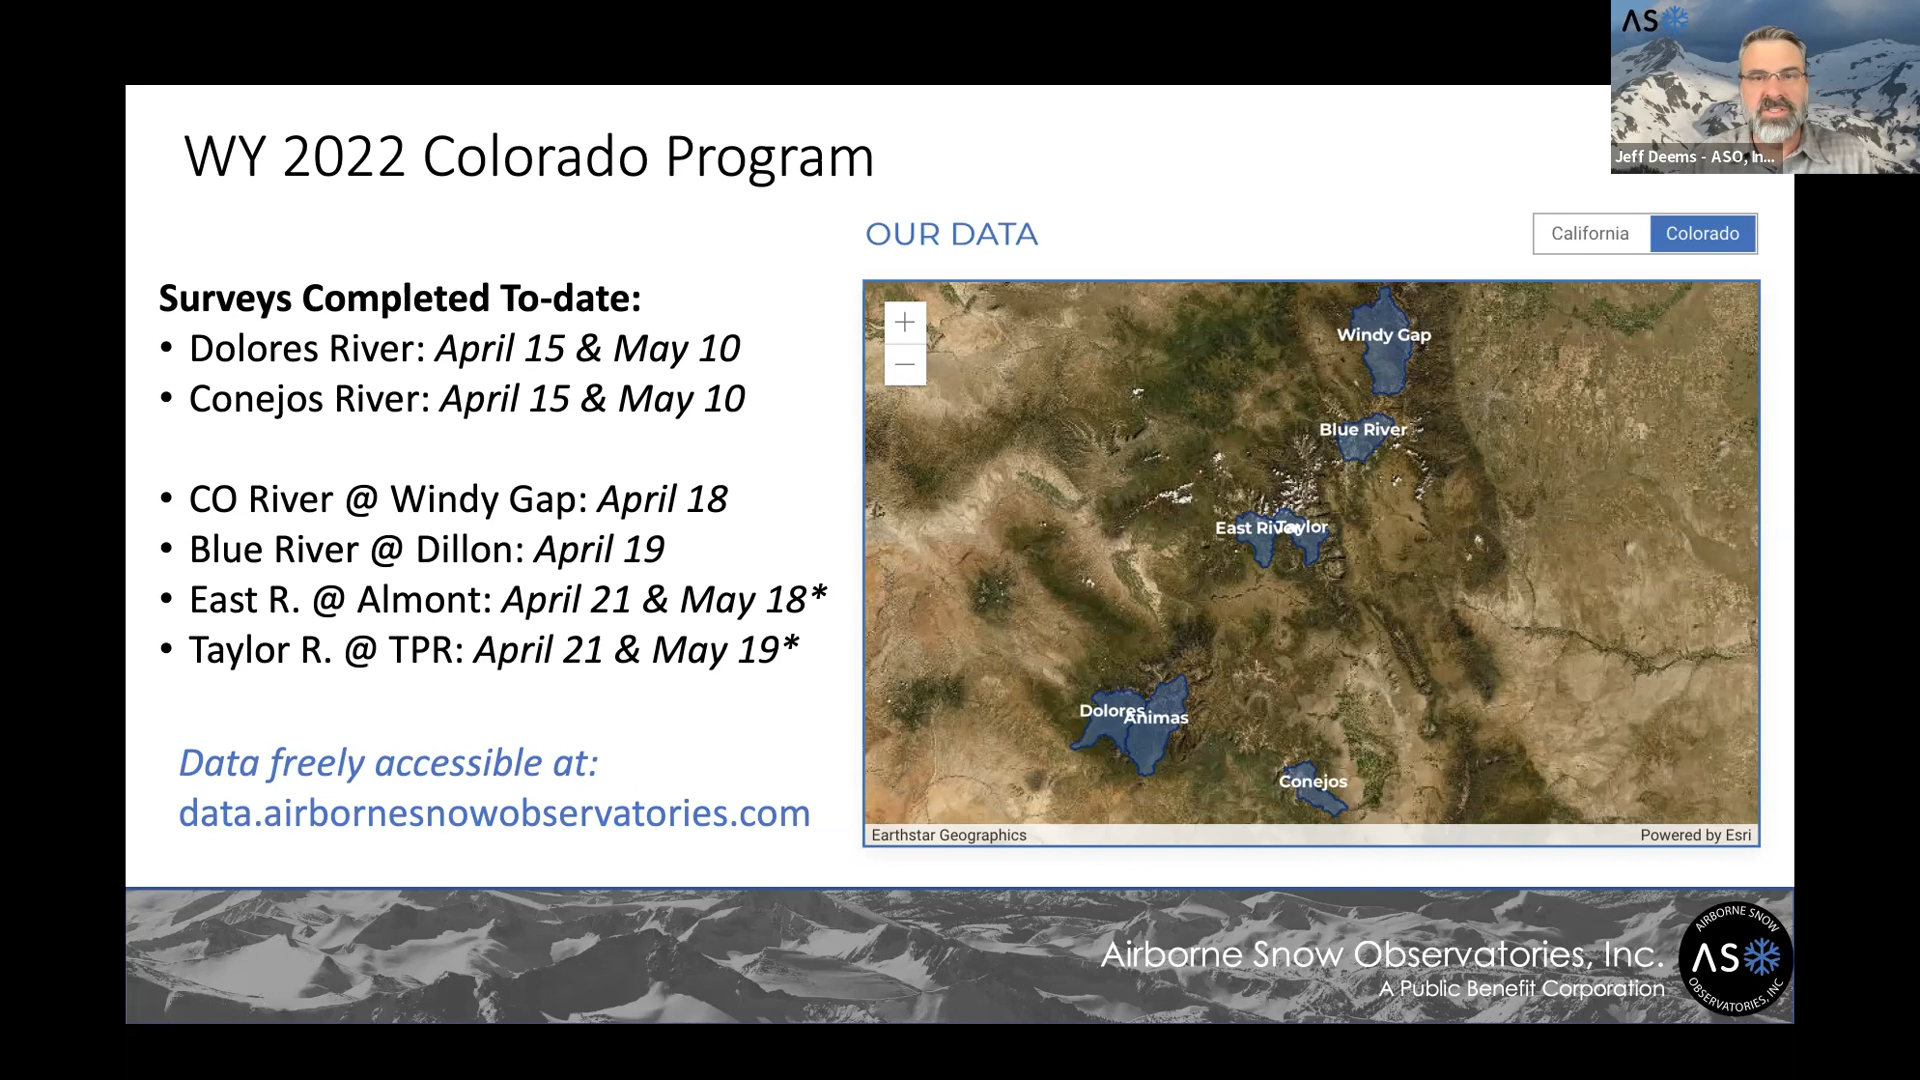 ASO
Jeff Deems - ASO, In...
WY 2022 Colorado Program
OUR DATA
California
Colorado
Surveys Completed To-date:
• Dolores River: April 15 & May 10
• Conejos River: April 15 & May 10
• CO River @ Windy Gap: April 18
• Blue River @ Dillon: April 19
• East R. @ Almont: April 21 & May 18*
• Taylor R. @ TPR: April 21 & May 19*
Data freely accessible at:
data.airbornesnowobservatories.com
+
−
Windy Gap
Blue River
East River
Taylor
Dolores
Animas
Conejos
Earthstar Geographics
Powered by Esri
Airborne Snow Observatories, Inc.
A Public Benefit Corporation
AIRBORNE SNOW
ASO
OBSERVATORIES, INC